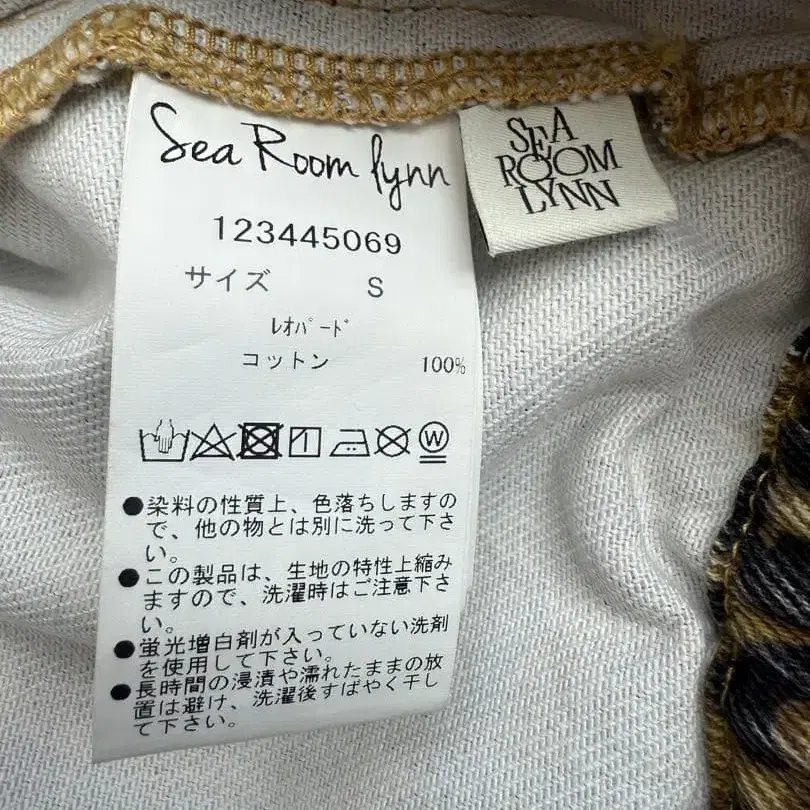 Sea Room lynn
SEA
ROOM
LYNN
123445069
サイズ S
ﾚｵﾊﾟｰﾄﾞ
コットン 100%
W
●染料の性質上、色落ちしますの
で、他の物とは別に洗って下さ
い。
●この製品は、生地の特性上縮み
ますので、洗濯時はご注意下さ
い。
●蛍光増白剤が入っていない洗剤
を使用して下さい。
●長時間の浸漬や濡れたままの放
置は避け、洗濯後すばやく干し
て下さい。